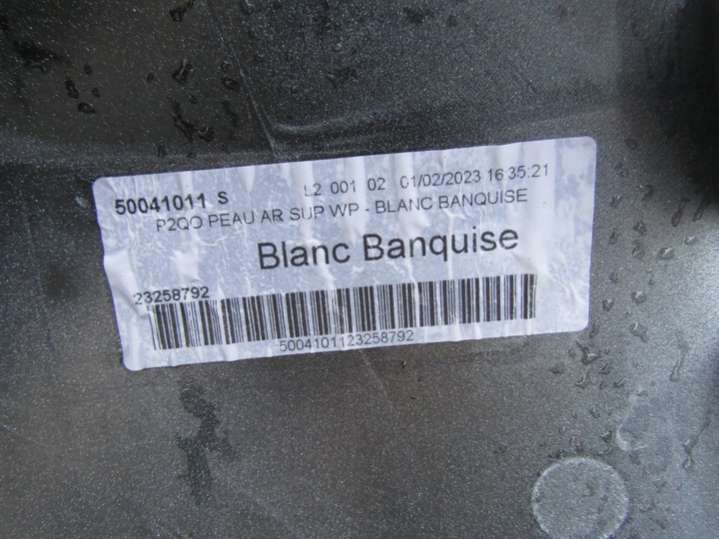 50041011 S L2 001 02 01/02/2023 16:35:21
P2QO PEAU AR SUP WP - BLANC BANQUISE
Blanc Banquise
23258792
5004101123258792